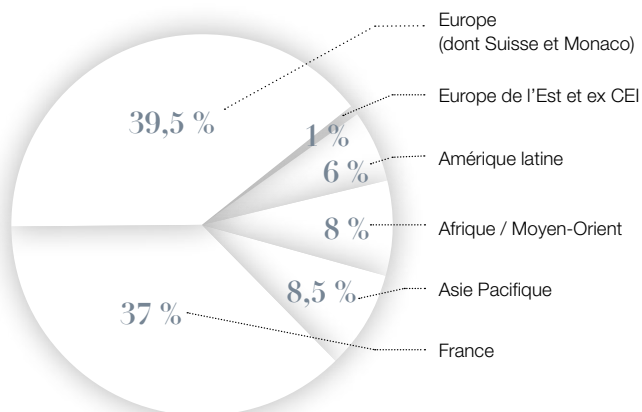 Europe
(dont Suisse et Monaco)
39,5 %
Europe de l'Est et ex CEI
1 %
Amérique latine
6 %
Afrique / Moyen-Orient
8 %
Asie Pacifique
8,5 %
France
37 %